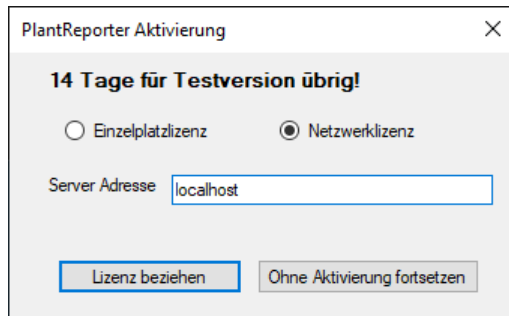 PlantReporter Aktivierung
14 Tage für Testversion übrig!
Einzelplatzlizenz Netzwerklizenz
Server Adresse localhost
Lizenz beziehen Ohne Aktivierung fortsetzen